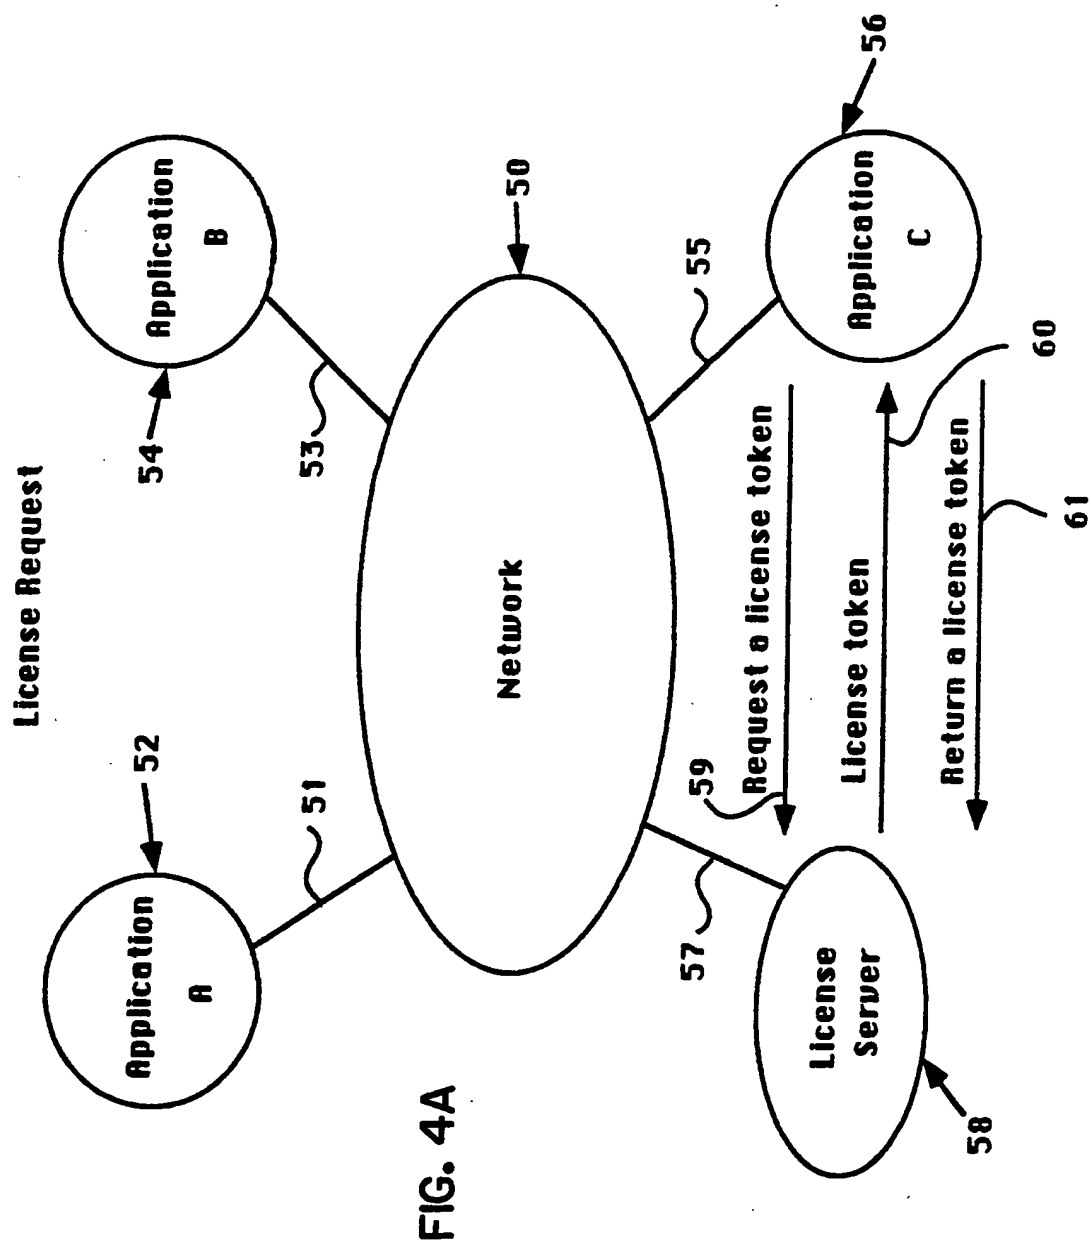 License Request
Application
A
52
51
Application
B
54
53
Network
50
License
Server
58
57
59
Request a license token
License token
Return a license token
55
Application
C
56
60
61
FIG. 4A